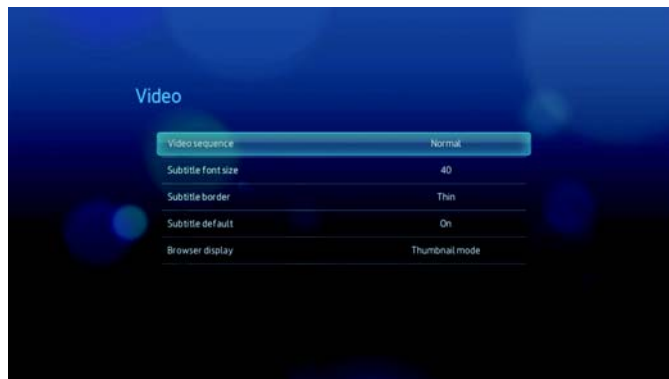 Video
Video sequence Normal
Subtitle font size 40
Subtitle border Thin
Subtitle default On
Browser display Thumbnail mode